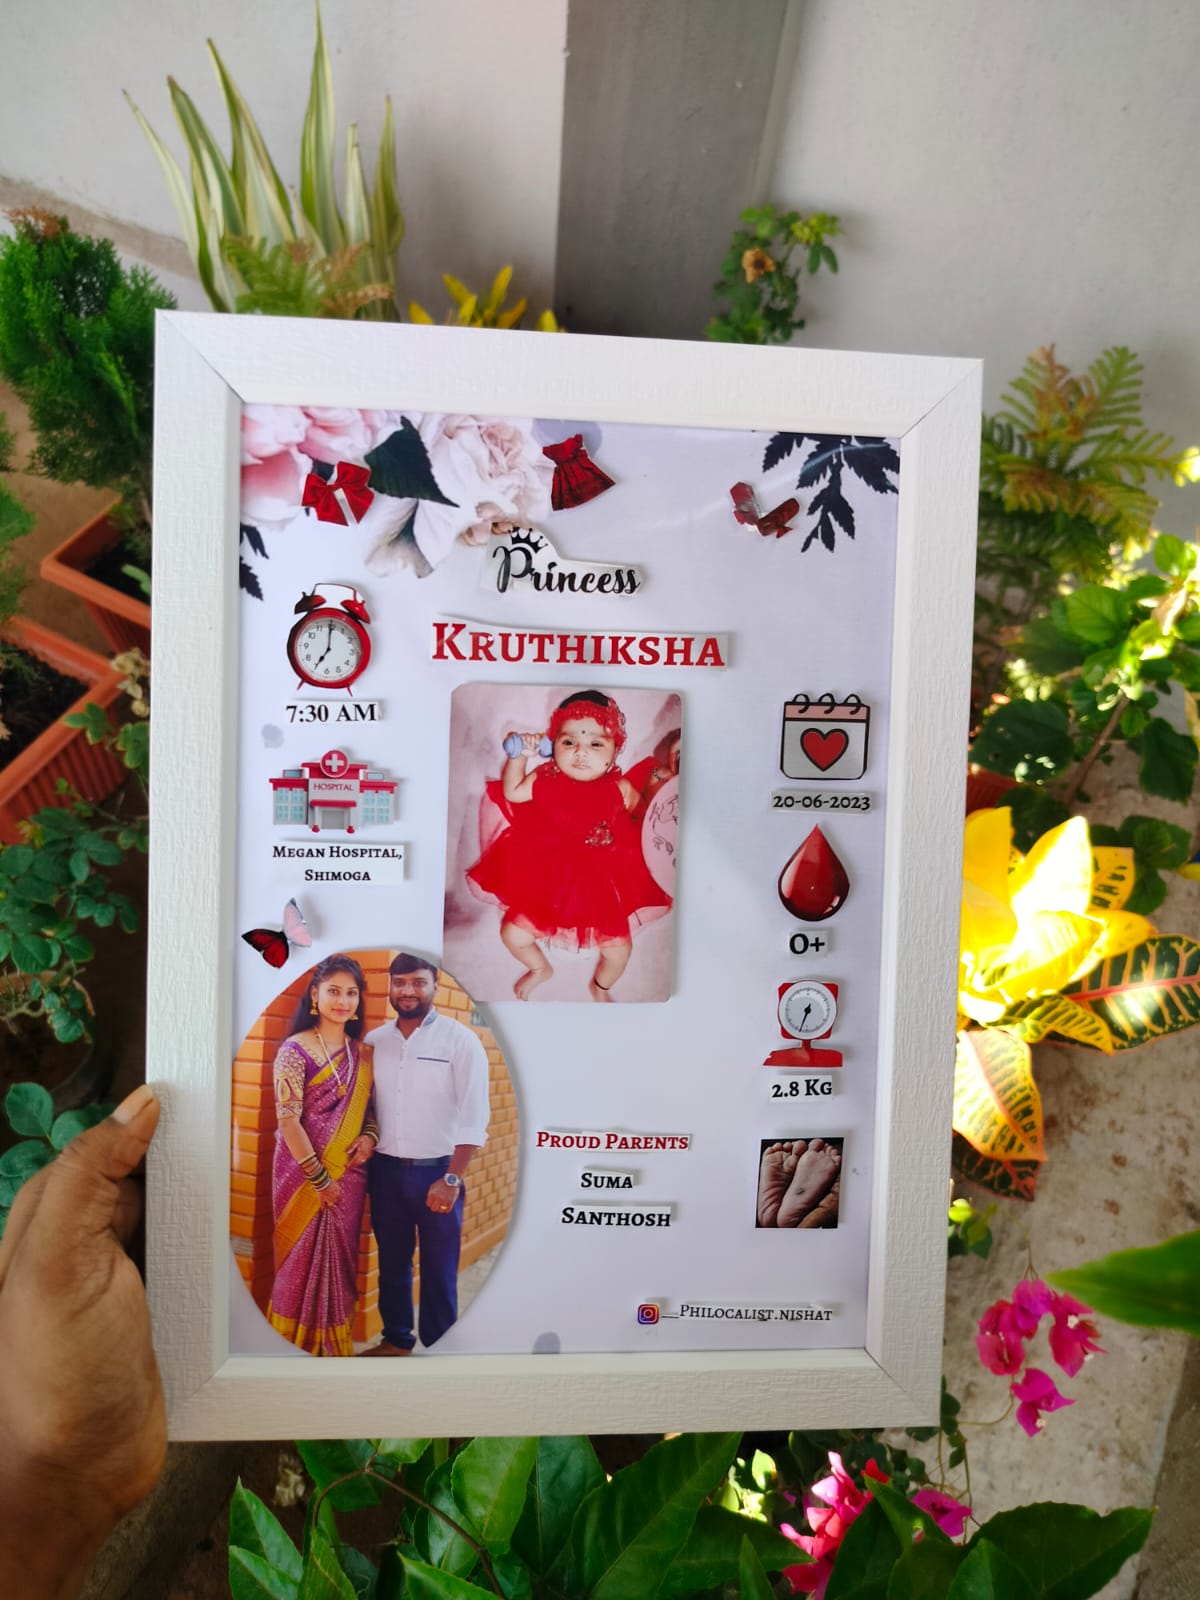 Princess
KRUTHIKSHA
7:30 AM
HOSPITAL
MEGAN HOSPITAL,
SHIMOGA
20-06-2023
O+
2.8 KG
PROUD PARENTS
SUMA
SANTHOSH
__PHILOCALIST.NISHAT